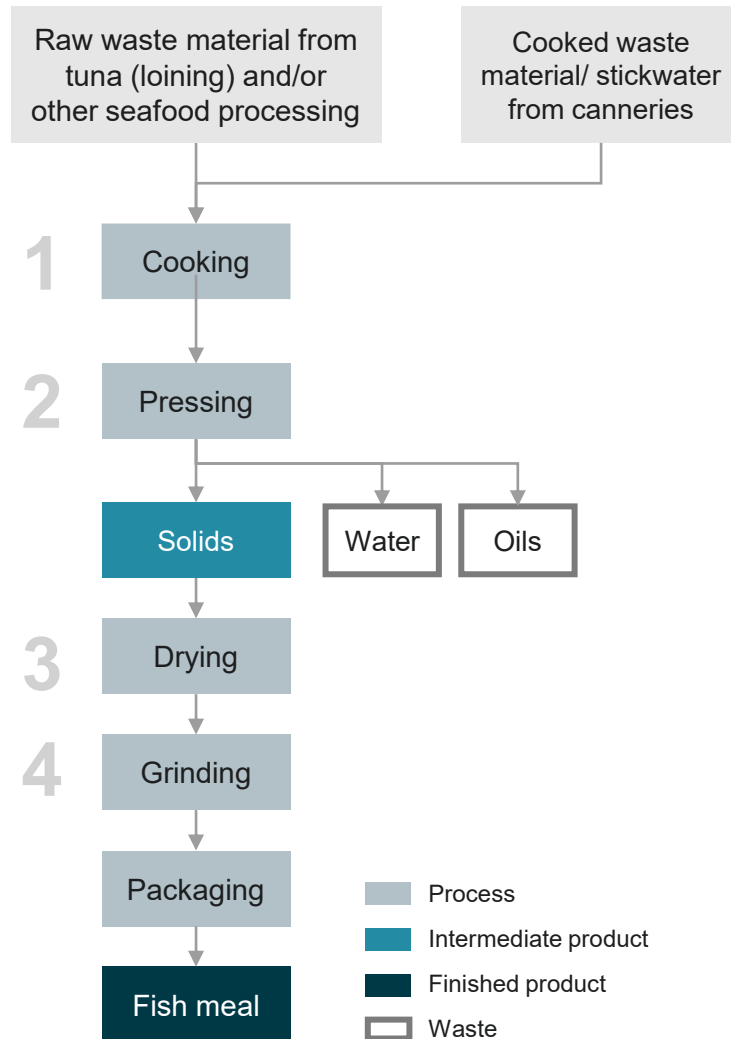 Raw waste material from
tuna (loining) and/or
other seafood processing
Cooked waste
material/ stickwater
from canneries
1
Cooking
2
Pressing
Solids
Water
Oils
3
Drying
4
Grinding
Packaging
Fish meal
Process
Intermediate product
Finished product
Waste